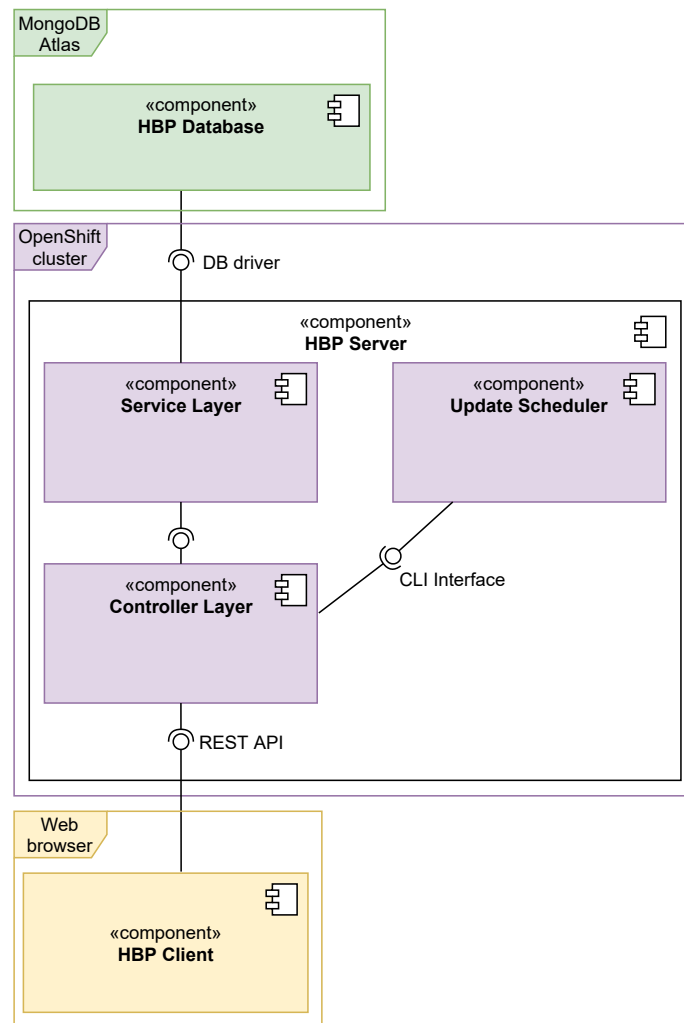 MongoDB
Atlas
«component»
HBP Database
OpenShift
cluster
DB driver
«component»
HBP Server
«component»
Service Layer
«component»
Update Scheduler
CLI Interface
«component»
Controller Layer
REST API
Web
browser
«component»
HBP Client